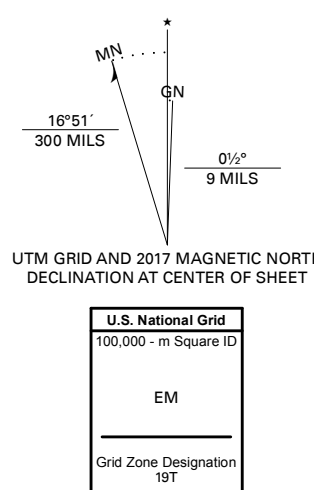 ★
MN
GN
16°51´
300 MILS
0½°
9 MILS
UTM GRID AND 2017 MAGNETIC NORTH
DECLINATION AT CENTER OF SHEET
U.S. National Grid
100,000 - m Square ID
EM
Grid Zone Designation
19T